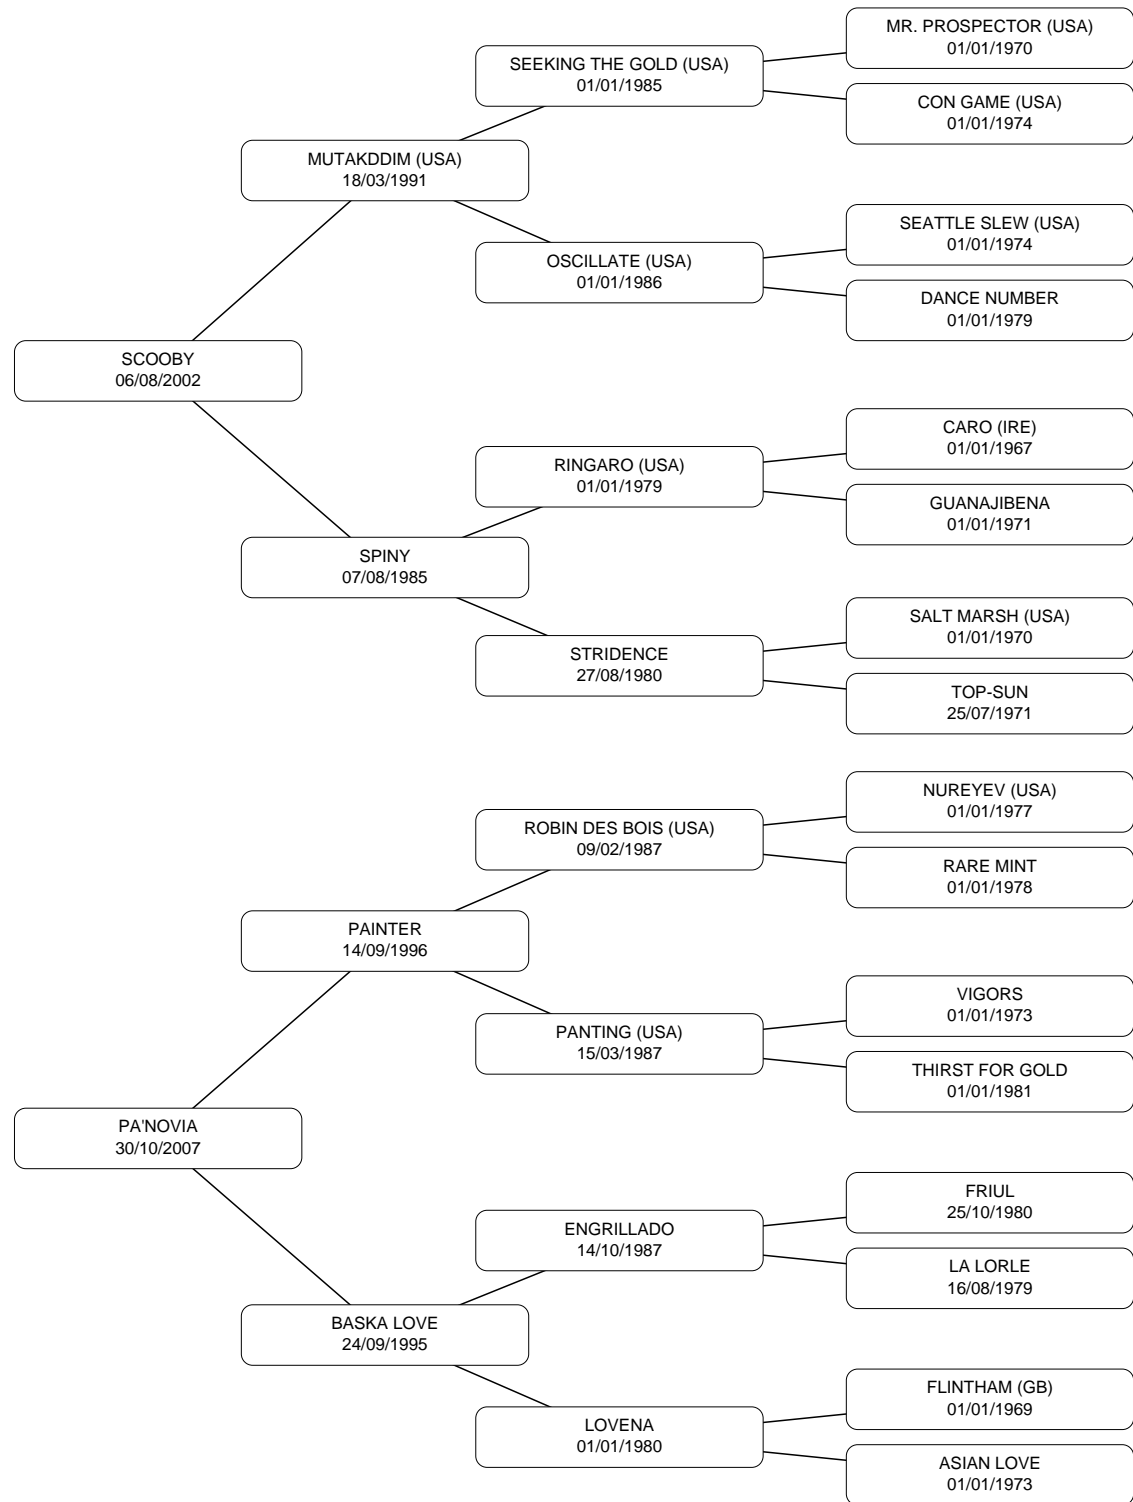 MR. PROSPECTOR (USA)
01/01/1970
SEEKING THE GOLD (USA)
01/01/1985
CON GAME (USA)
01/01/1974
MUTAKDDIM (USA)
18/03/1991
SEATTLE SLEW (USA)
01/01/1974
OSCILLATE (USA)
01/01/1986
DANCE NUMBER
01/01/1979
SCOOBY
06/08/2002
CARO (IRE)
01/01/1967
RINGARO (USA)
01/01/1979
GUANAJIBENA
01/01/1971
SPINY
07/08/1985
SALT MARSH (USA)
01/01/1970
STRIDENCE
27/08/1980
TOP-SUN
25/07/1971
NUREYEV (USA)
01/01/1977
ROBIN DES BOIS (USA)
09/02/1987
RARE MINT
01/01/1978
PAINTER
14/09/1996
VIGORS
01/01/1973
PANTING (USA)
15/03/1987
THIRST FOR GOLD
01/01/1981
PA'NOVIA
30/10/2007
FRIUL
25/10/1980
ENGRILLADO
14/10/1987
LA LORLE
16/08/1979
BASKA LOVE
24/09/1995
FLINTHAM (GB)
01/01/1969
LOVENA
01/01/1980
ASIAN LOVE
01/01/1973